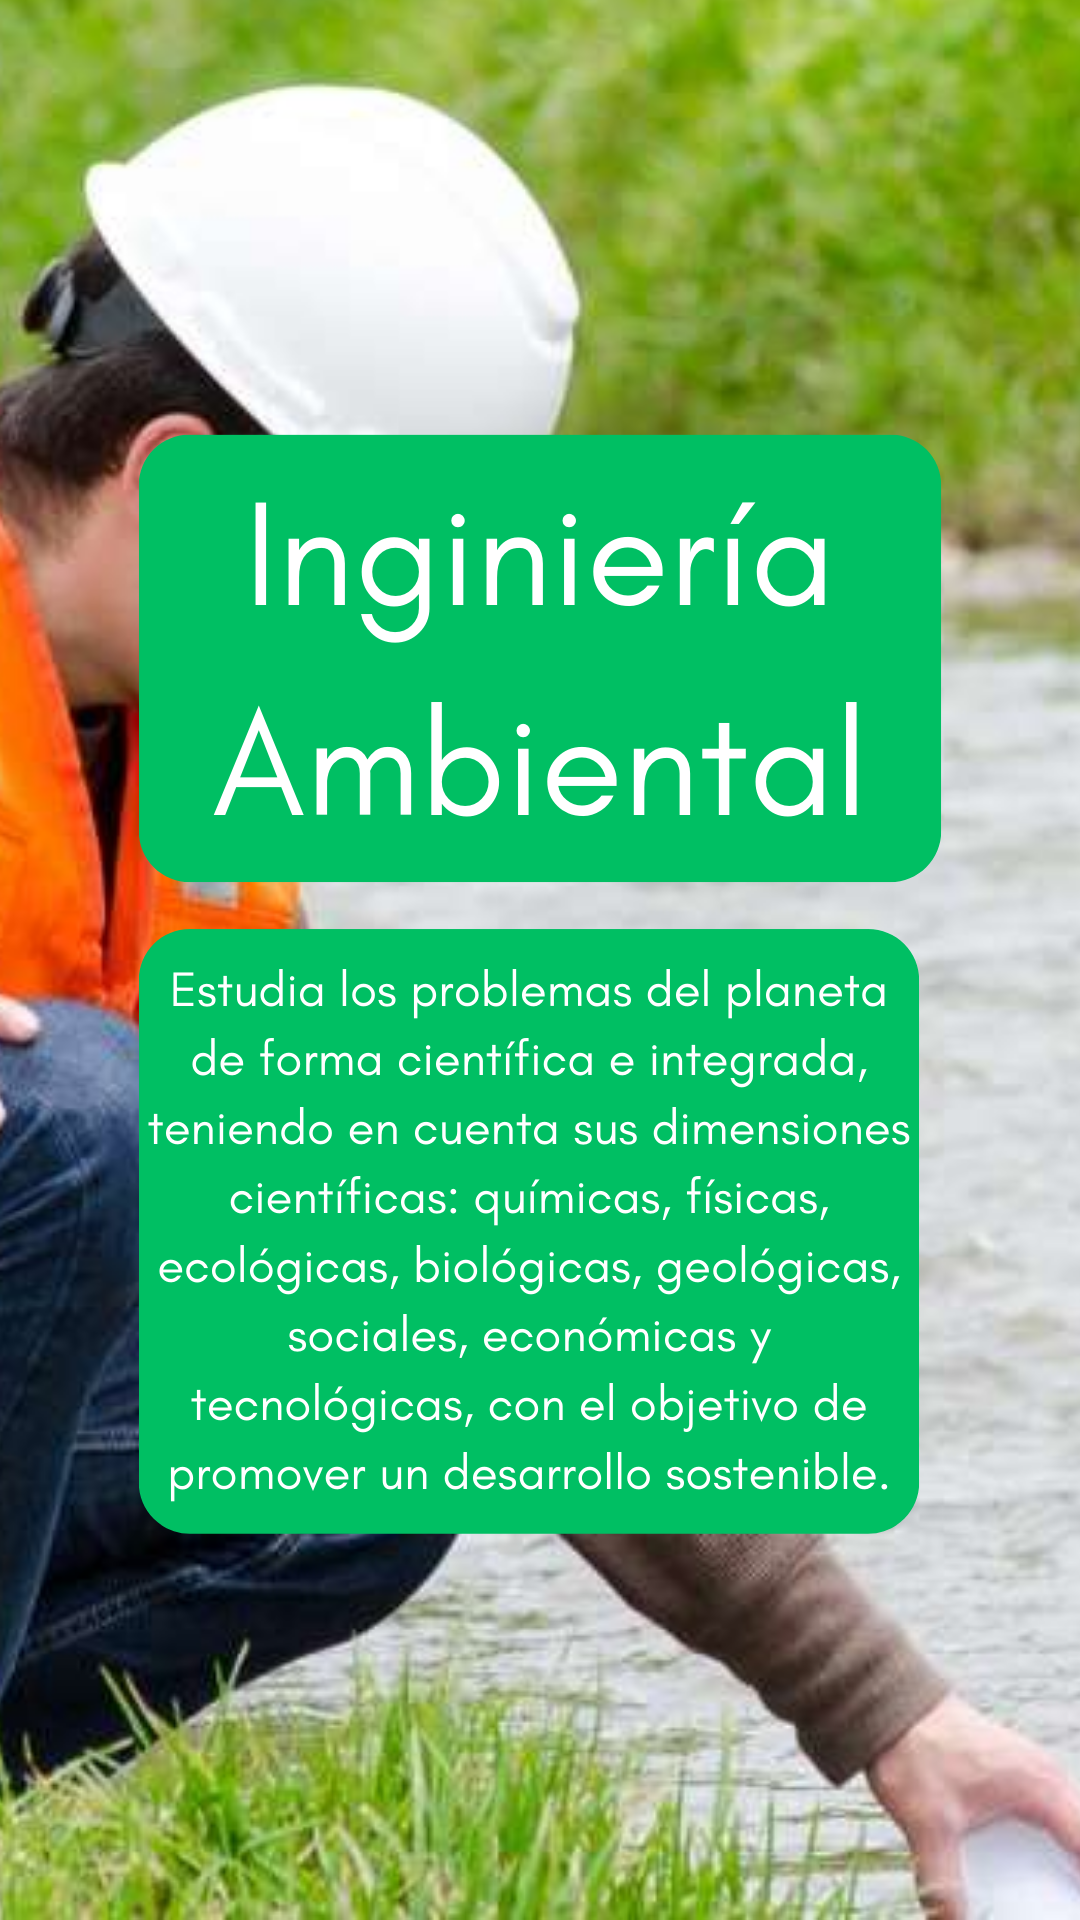 Inginiería
Ambiental
Estudia los problemas del planeta
de forma científica e integrada,
teniendo en cuenta sus dimensiones
científicas: químicas, físicas,
ecológicas, biológicas, geológicas,
sociales, económicas y
tecnológicas, con el objetivo de
promover un desarrollo sostenible.